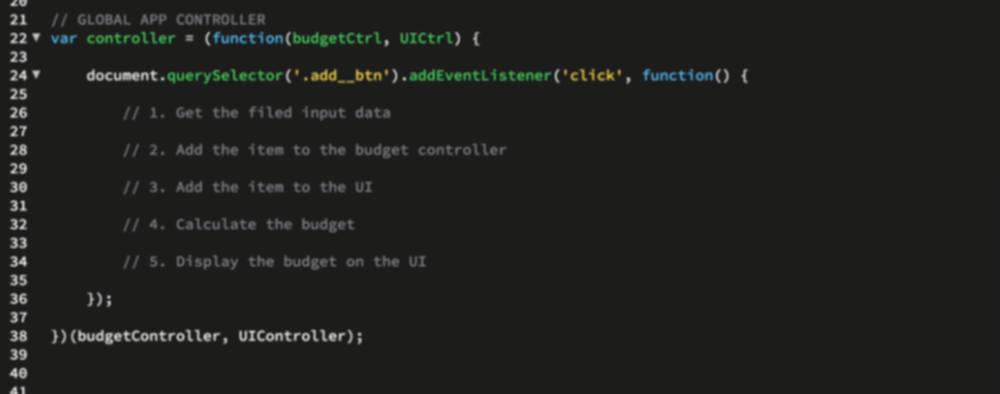 20
21 // GLOBAL APP CONTROLLER
22 ▼ var controller = (function(budgetCtrl, UICtrl) {
23
24 ▼ document.querySelector('.add__btn').addEventListener('click', function() {
25
26 // 1. Get the filed input data
27
28 // 2. Add the item to the budget controller
29
30 // 3. Add the item to the UI
31
32 // 4. Calculate the budget
33
34 // 5. Display the budget on the UI
35
36 });
37
38 })(budgetController, UIController);
39
40
41